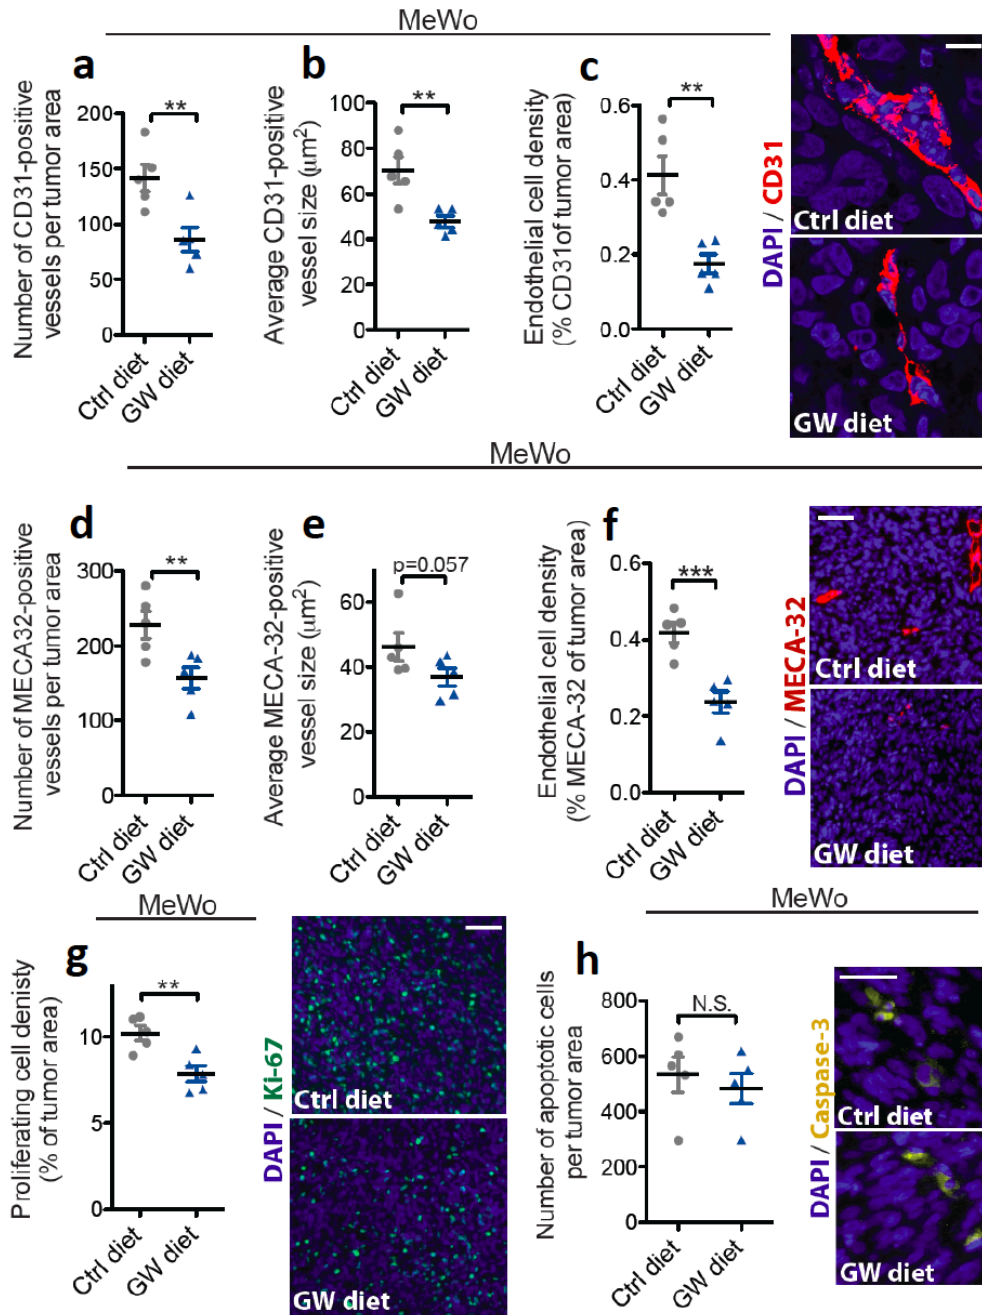 MeWo
a
Number of CD31-positive
vessels per tumor area
200
150
100
50
0
**
Ctrl diet
GW diet
b
Average CD31-positive
vessel size (μm²)
100
80
60
40
20
0
**
Ctrl diet
GW diet
c
Endothelial cell density
(% CD31of tumor area)
0.6
0.4
0.2
0.0
**
Ctrl diet
GW diet
DAPI / CD31
Ctrl diet
GW diet
MeWo
d
Number of MECA32-positive
vessels per tumor area
300
200
100
0
**
Ctrl diet
GW diet
e
Average MECA-32-positive
vessel size (μm²)
60
40
20
0
p=0.057
Ctrl diet
GW diet
f
Endothelial cell density
(% MECA-32 of tumor area)
0.6
0.4
0.2
0.0
***
Ctrl diet
GW diet
DAPI / MECA-32
Ctrl diet
GW diet
MeWo
g
Proliferating cell denisty
(% of tumor area)
10
5
0
**
Ctrl diet
GW diet
DAPI / Ki-67
Ctrl diet
GW diet
MeWo
h
Number of apoptotic cells
per tumor area
800
600
400
200
0
N.S.
Ctrl diet
GW diet
DAPI / Caspase-3
Ctrl diet
GW diet